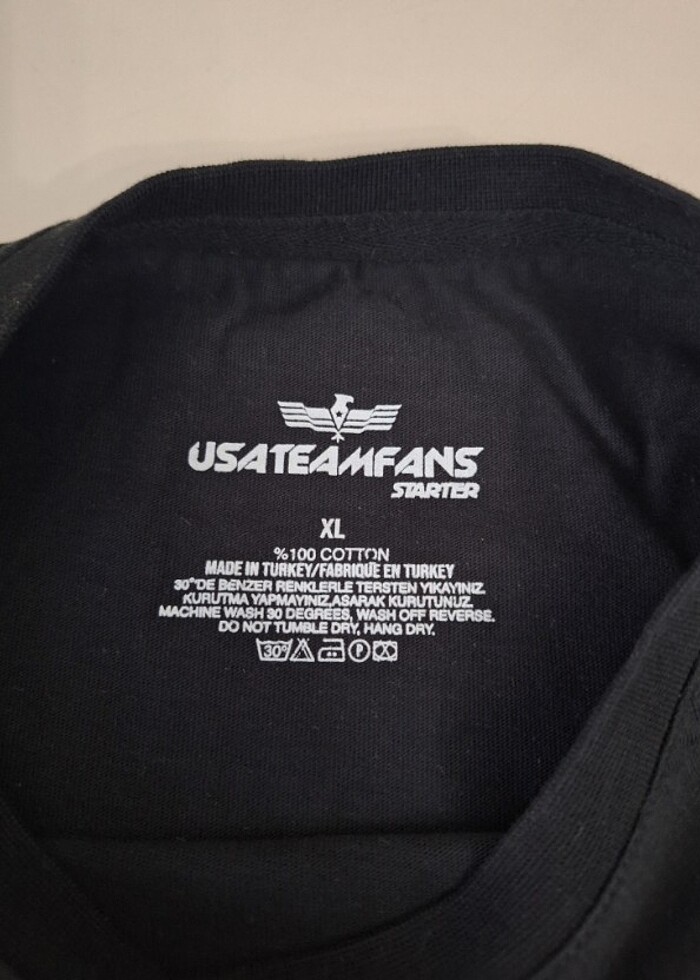 USATEAMFANS
STARTER
XL
%100 COTTON
MADE IN TURKEY/FABRIQUE EN TURKEY
30°DE BENZER RENKLERLE TERSTEN YIKAYINIZ.
KURUTMA YAPMAYINIZ,ASARAK KURUTUNUZ.
MACHINE WASH 30 DEGREES, WASH OFF REVERSE.
DO NOT TUMBLE DRY, HANG DRY.
30° P